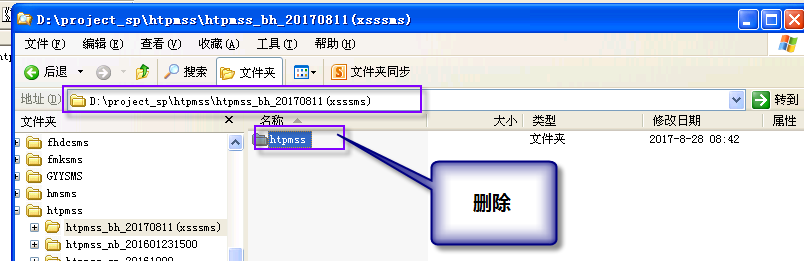 D:\project_sp\htpmss\htpmss_bh_20170811(xsssms)
文件(F) 编辑(E) 查看(V) 收藏(A) 工具(T) 帮助(H)
后退 搜索 文件夹 文件夹同步
地址(D) D:\project_sp\htpmss\htpmss_bh_20170811(xsssms) 转到
文件夹 名称 大小 类型 修改日期 属性
htpmss 文件夹 2017-8-28 08:42
fhdcsms
fmksms
GYYSMS
hmsms
htpmss
htpmss_bh_20170811(xsssms)
htpmss_nb_201601231500
删除